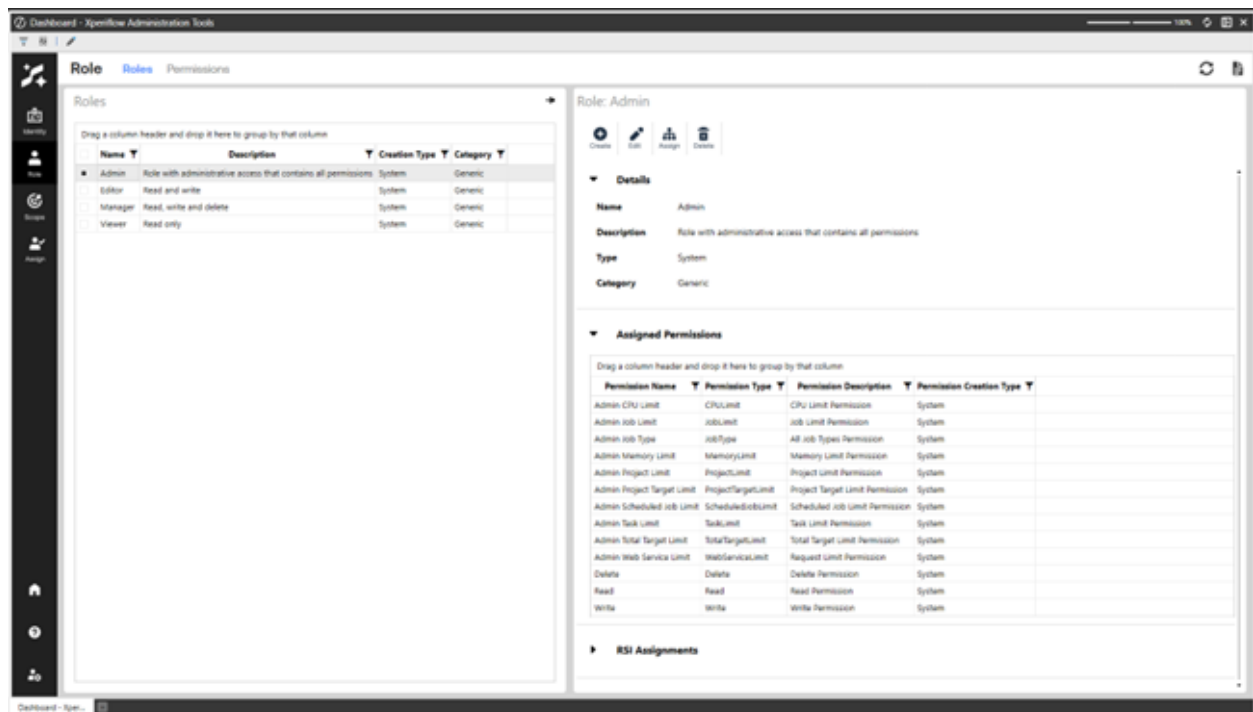 Dashboard - Xperiflow Administration Tools
100%
Role Roles Permissions
Identity
Role
Scope
Assign
Roles
Drag a column header and drop it here to group by that column
Name Description Creation Type Category
Admin Role with administrative access that contains all permissions System Generic
Editor Read and write System Generic
Manager Read, write and delete System Generic
Viewer Read only System Generic
Role: Admin
Create Edit Assign Delete
Details
Name Admin
Description Role with administrative access that contains all permissions
Type System
Category Generic
Assigned Permissions
Drag a column header and drop it here to group by that column
Permission Name Permission Type Permission Description Permission Creation Type
Admin CPU Limit CPULimit CPU Limit Permission System
Admin Job Limit JobLimit Job Limit Permission System
Admin Job Type JobType All Job Types Permission System
Admin Memory Limit MemoryLimit Memory Limit Permission System
Admin Project Limit ProjectLimit Project Limit Permission System
Admin Project Target Limit ProjectTargetLimit Project Target Limit Permission System
Admin Scheduled Job Limit ScheduledJobLimit Scheduled Job Limit Permission System
Admin Task Limit TaskLimit Task Limit Permission System
Admin Total Target Limit TotalTargetLimit Total Target Limit Permission System
Admin Web Service Limit WebServiceLimit Request Limit Permission System
Delete Delete Delete Permission System
Read Read Read Permission System
Write Write Write Permission System
RSI Assignments
Dashboard - Xper...